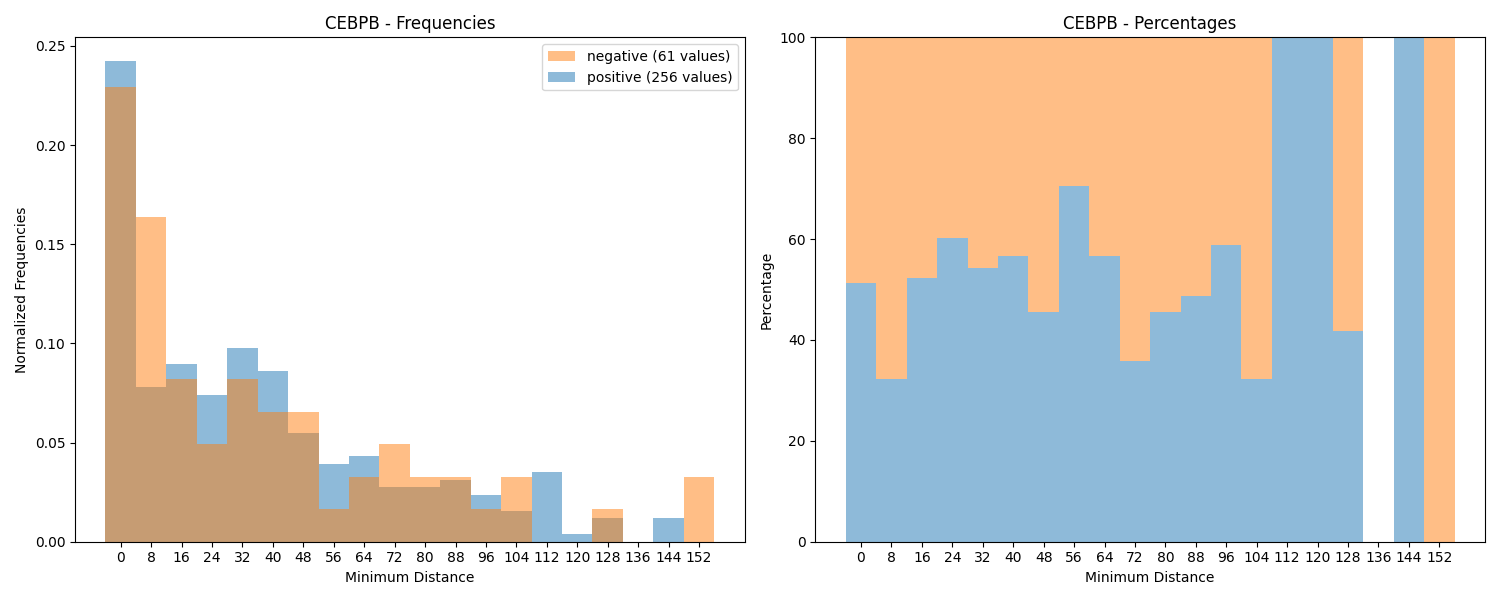 CEBPB - Frequencies
Normalized Frequencies
0.25
0.20
0.15
0.10
0.05
0.00
negative (61 values)
positive (256 values)
0 8 16 24 32 40 48 56 64 72 80 88 96 104 112 120 128 136 144 152
Minimum Distance
CEBPB - Percentages
Percentage
100
80
60
40
20
0
0 8 16 24 32 40 48 56 64 72 80 88 96 104 112 120 128 136 144 152
Minimum Distance